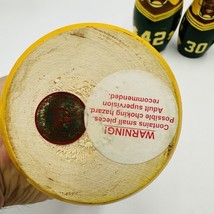 WARNING!
Contains small pieces.
Possible choking hazard
Adult supervision
recommended.
42
30